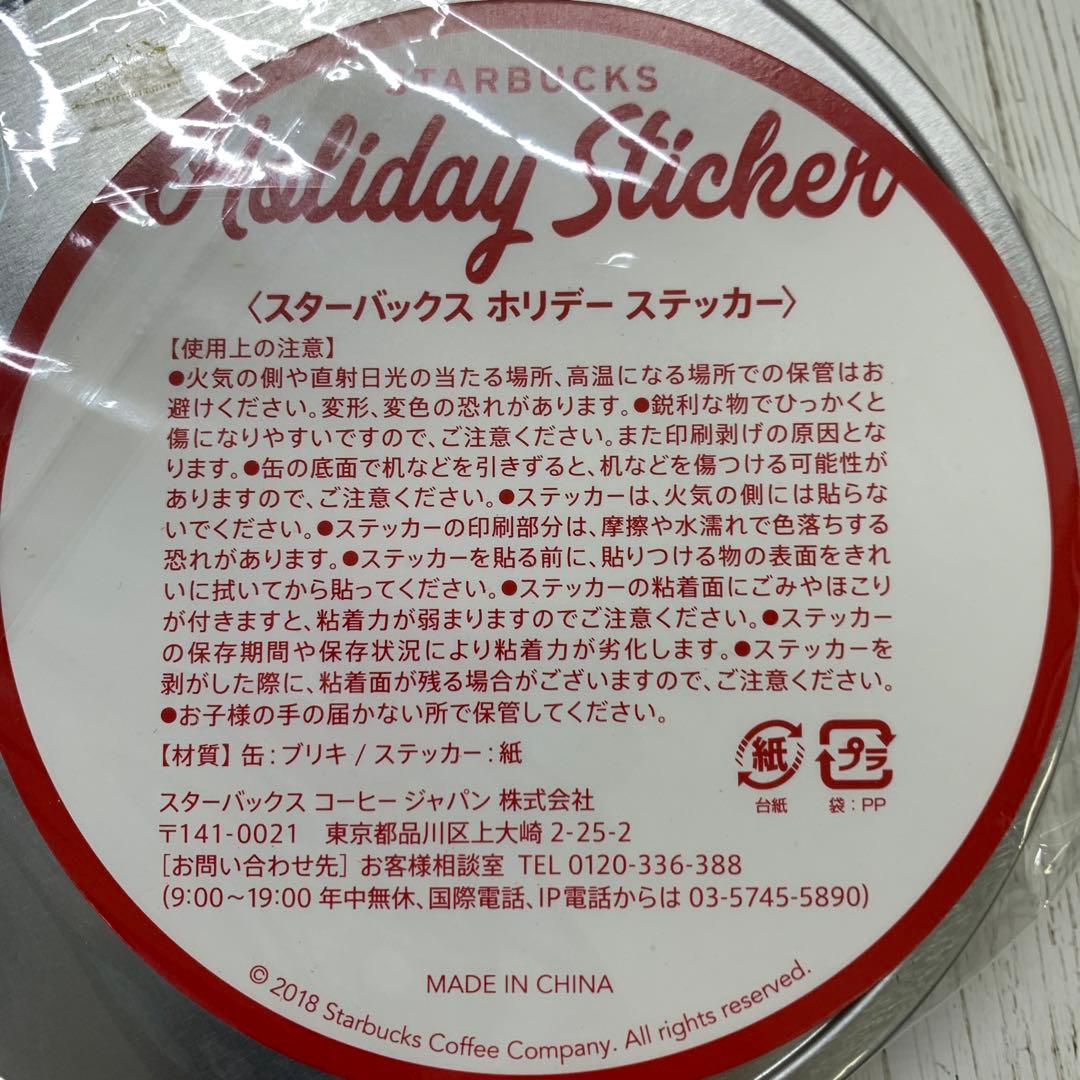 STARBUCKS
Holiday Sticker
〈スターバックス ホリデー ステッカー〉
【使用上の注意】
●火気の側や直射日光の当たる場所、高温になる場所での保管はお
避けください。変形、変色の恐れがあります。●鋭利な物でひっかくと
傷になりやすいですので、ご注意ください。また印刷剥げの原因とな
ります。●缶の底面で机などを引きずると、机などを傷つける可能性が
ありますので、ご注意ください。●ステッカーは、火気の側には貼らな
いでください。●ステッカーの印刷部分は、摩擦や水濡れで色落ちする
恐れがあります。●ステッカーを貼る前に、貼りつける物の表面をきれ
いに拭いてから貼ってください。●ステッカーの粘着面にごみやほこり
が付きますと、粘着力が弱まりますのでご注意ください。●ステッカー
の保存期間や保存状況により粘着力が劣化します。●ステッカーを
剥がした際に、粘着面が残る場合がございますので、ご注意ください。
●お子様の手の届かない所で保管してください。
【材質】 缶：ブリキ / ステッカー：紙
紙
プラ
台紙
袋：PP
スターバックス コーヒー ジャパン 株式会社
〒141-0021 東京都品川区上大崎 2-25-2
［お問い合わせ先］ お客様相談室 TEL 0120-336-388
(9:00～19:00 年中無休、国際電話、IP電話からは 03-5745-5890)
MADE IN CHINA
© 2018 Starbucks Coffee Company. All rights reserved.